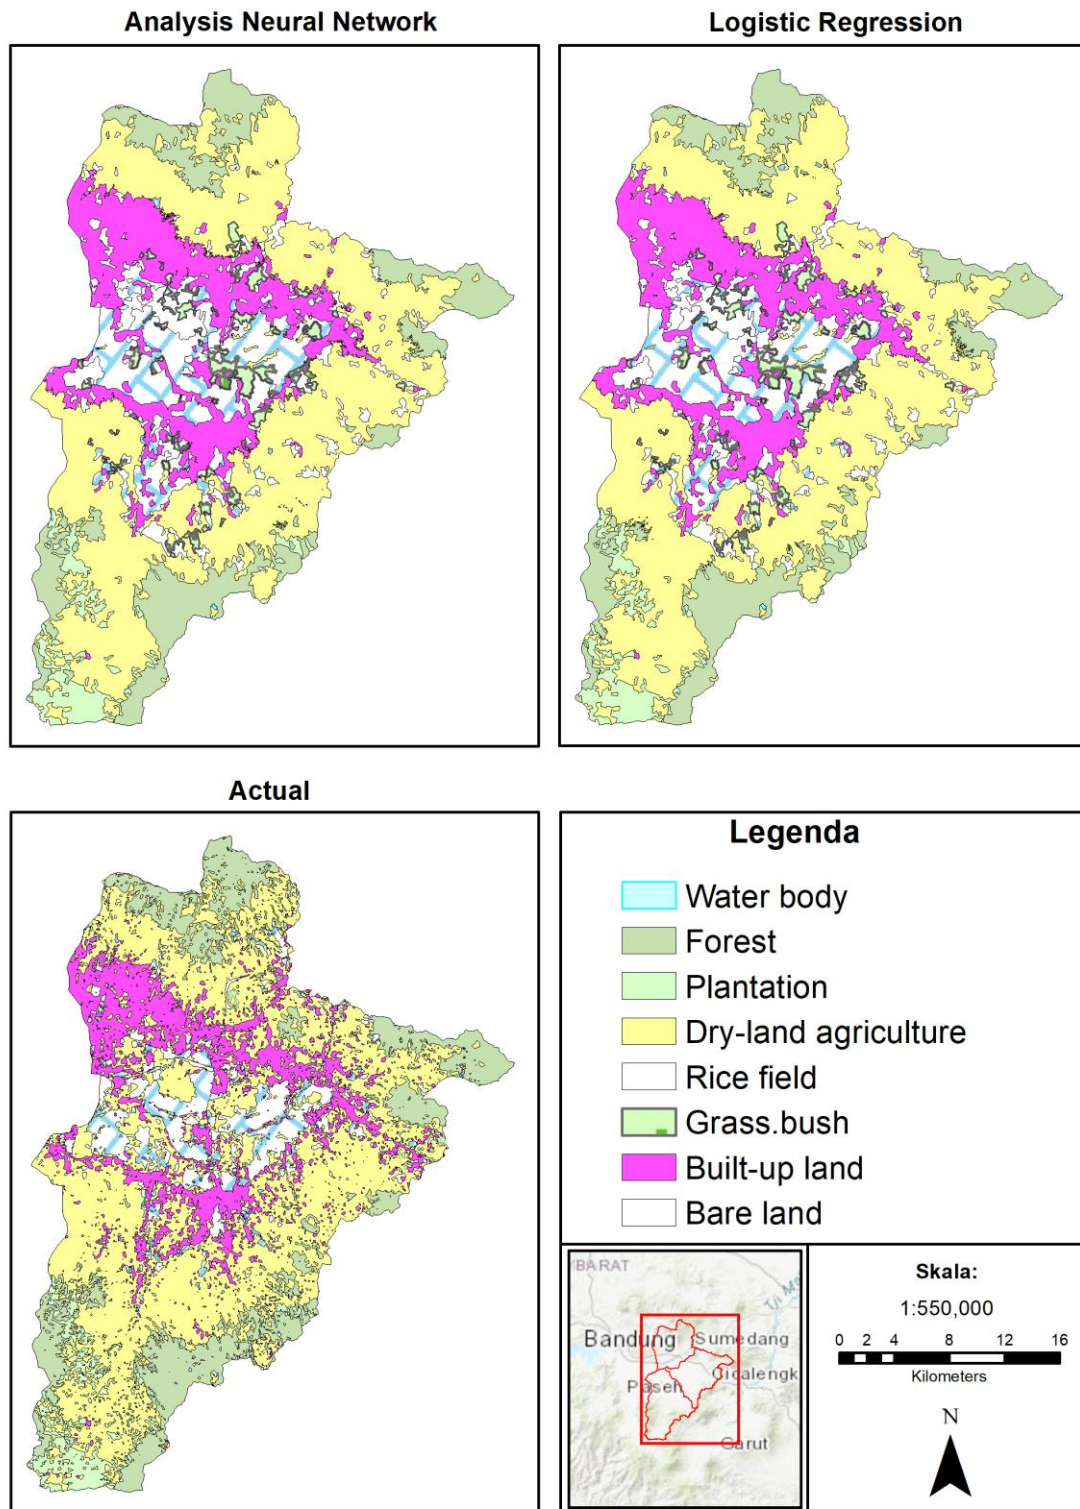 Analysis Neural Network
Logistic Regression
Actual
Legenda
Water body
Forest
Plantation
Dry-land agriculture
Rice field
Grass.bush
Built-up land
Bare land
BARAT
Bandung
Sumedang
Cicalengk
Paseh
Garut
Skala:
1:550,000
0 2 4 8 12 16
Kilometers
N